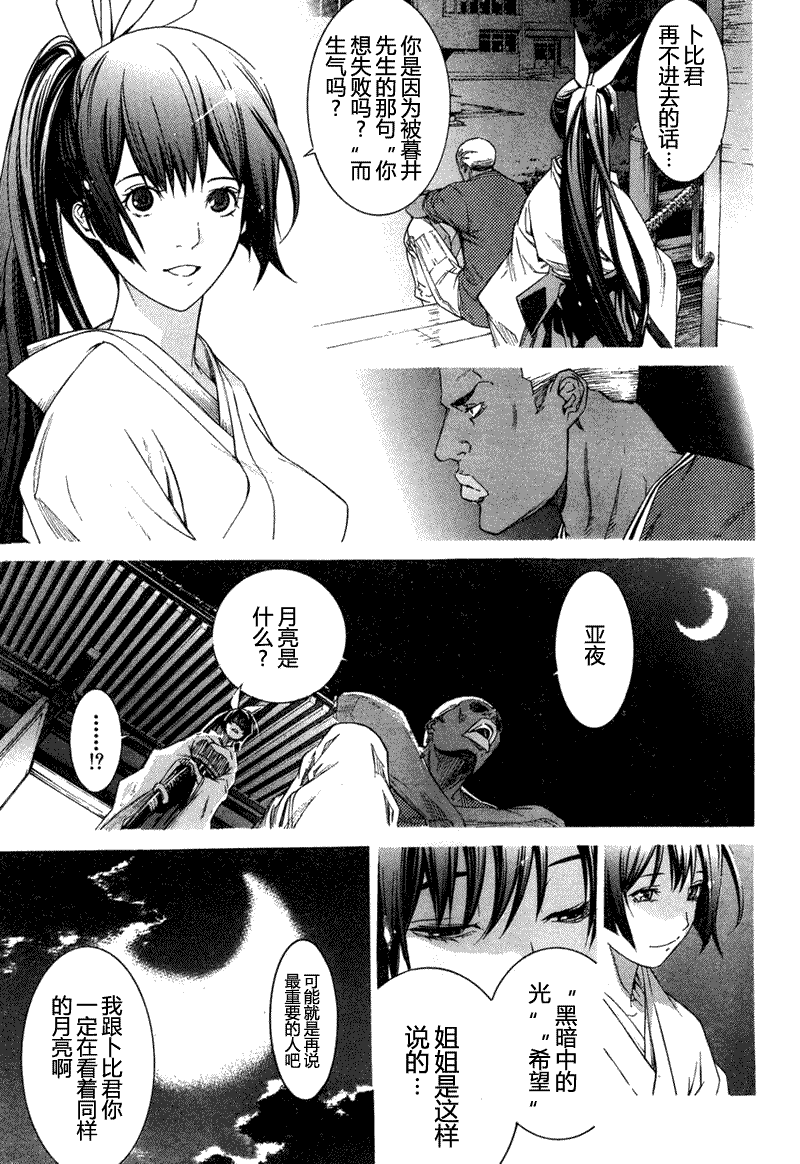 卜比君
再不进去的话…
你是因为被暮井
先生的那句“你
想失败吗？“而
生气吗？
亚夜
月亮是
什么？
……!?
“黑暗中的
光“ “希望“
姐姐是这样
说的…
可能就是再说
最重要的人吧
我跟卜比君你
一定在看着同样
的月亮啊